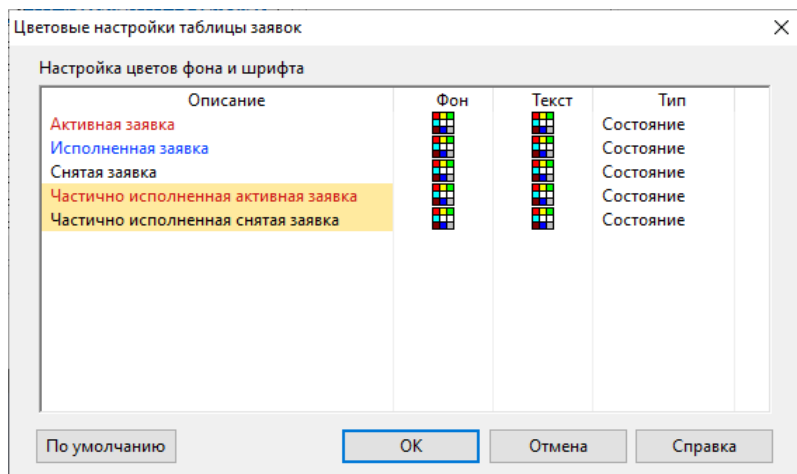 Цветовые настройки таблицы заявок
Настройка цветов фона и шрифта
Описание Фон Текст Тип
Активная заявка Состояние
Исполненная заявка Состояние
Снятая заявка Состояние
Частично исполненная активная заявка Состояние
Частично исполненная снятая заявка Состояние
По умолчанию OK Отмена Справка